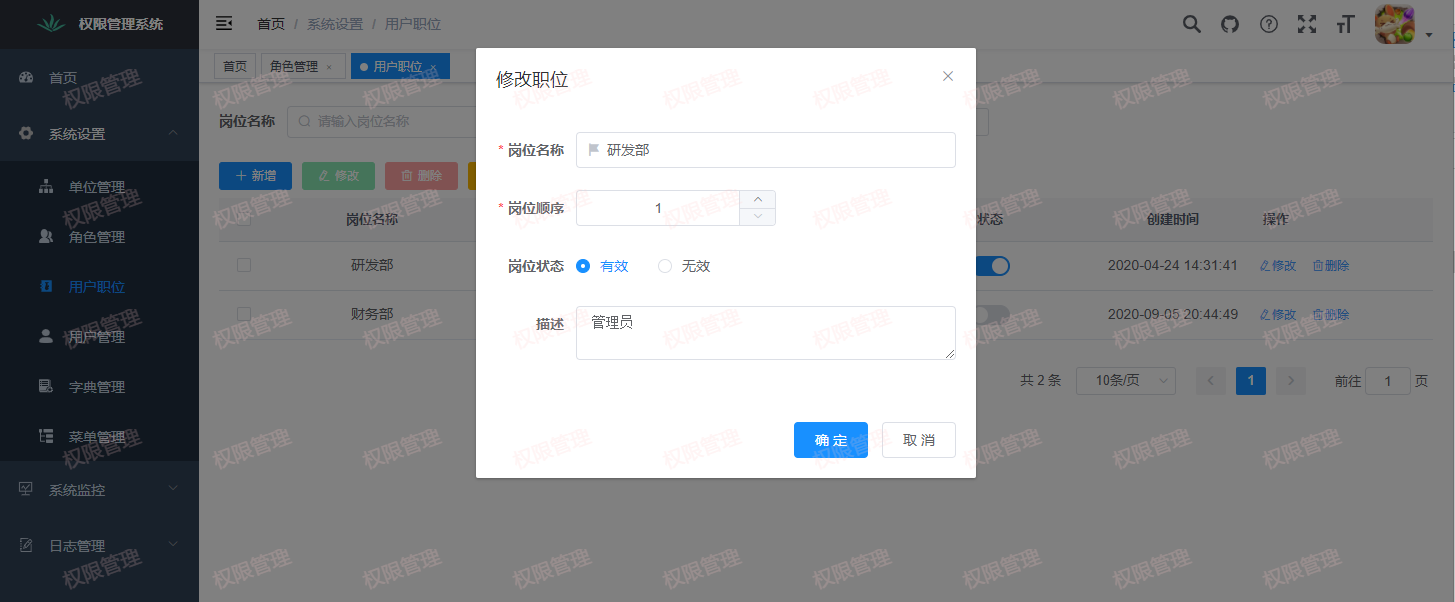 权限管理系统
首页 / 系统设置 / 用户职位
首页
角色管理 ×
用户职位 ×
首页
系统设置
单位管理
角色管理
用户职位
用户管理
字典管理
菜单管理
系统监控
日志管理
岗位名称 请输入岗位名称
新增 修改 删除
岗位名称 状态 创建时间 操作
研发部 2020-04-24 14:31:41 修改 删除
财务部 2020-09-05 20:44:49 修改 删除
共 2 条 10条/页 1 前往 1 页
修改职位
* 岗位名称 研发部
* 岗位顺序 1
岗位状态 有效 无效
描述 管理员
确 定 取 消
权限管理